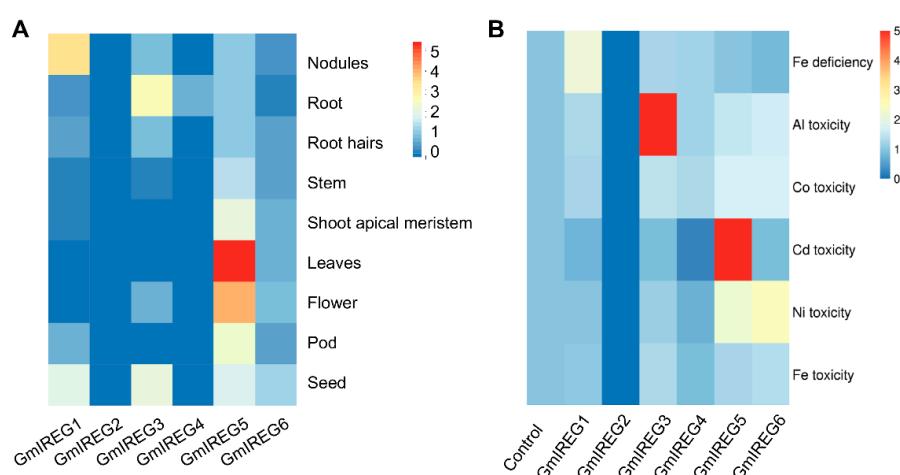 A
B
5
4
3
2
1
0
Nodules
Root
Root hairs
Stem
Shoot apical meristem
Leaves
Flower
Pod
Seed
GmIREG1
GmIREG2
GmIREG3
GmIREG4
GmIREG5
GmIREG6
5
4
3
2
1
0
Fe deficiency
Al toxicity
Co toxicity
Cd toxicity
Ni toxicity
Fe toxicity
Control
GmIREG1
GmIREG2
GmIREG3
GmIREG4
GmIREG5
GmIREG6